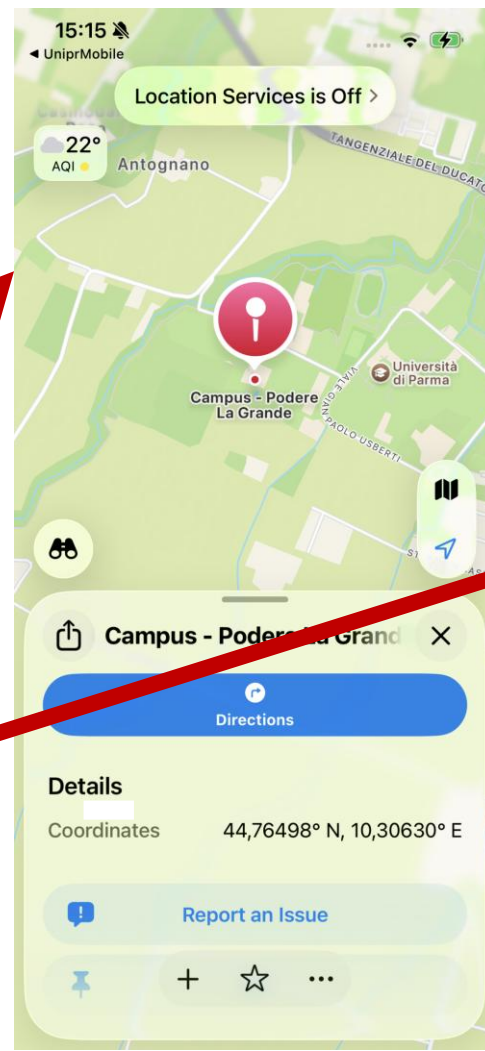 15:15
UniprMobile
Location Services is Off
22°
AQI
Antognano
TANGENZIALE DEL DUCATO
Università
di Parma
Campus - Podere
La Grande
VIALE GIAN PAOLO USBERTI
Campus - Podere La Grand
Directions
Details
Coordinates 44,76498° N, 10,30630° E
Report an Issue